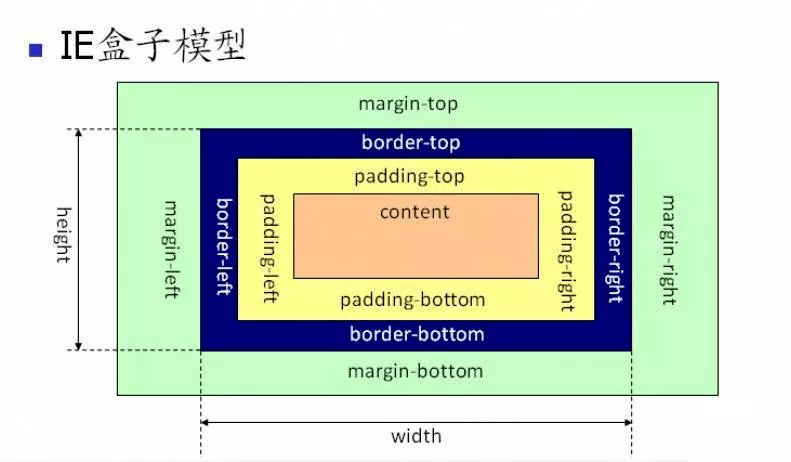 IE盒子模型
margin-top
border-top
padding-top
content
height
margin-left
border-left
padding-left
padding-right
border-right
margin-right
padding-bottom
border-bottom
margin-bottom
width